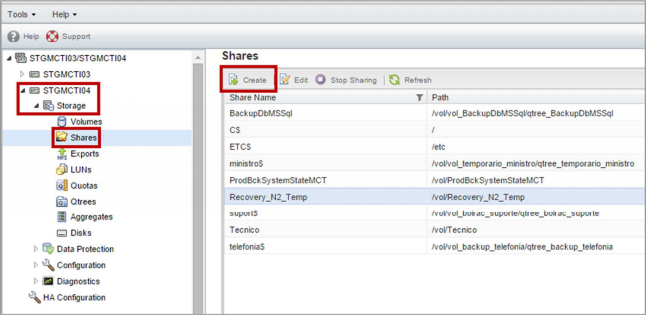 Tools Help
Help Support
STGMCTI03/STGMCTI04
STGMCTI03
STGMCTI04
Storage
Volumes
Shares
Exports
LUNs
Quotas
Qtrees
Aggregates
Disks
Data Protection
Configuration
Diagnostics
HA Configuration
Shares
Create Edit Stop Sharing Refresh
Share Name Path
BackupDbMSSql /vol/vol_BackupDbMSSql/qtree_BackupDbMSSql
C$ /
ETC$ /etc
ministro$ /vol/vol_temporario_ministro/qtree_temporario_ministro
ProdBckSystemStateMCT /vol/ProdBckSystemStateMCT
Recovery_N2_Temp /vol/Recovery_N2_Temp
suport$ /vol/vol_bolrac_suporte/qtree_bolrac_suporte
Tecnico /vol/Tecnico
telefonia$ /vol/vol_backup_telefonia/qtree_backup_telefonia